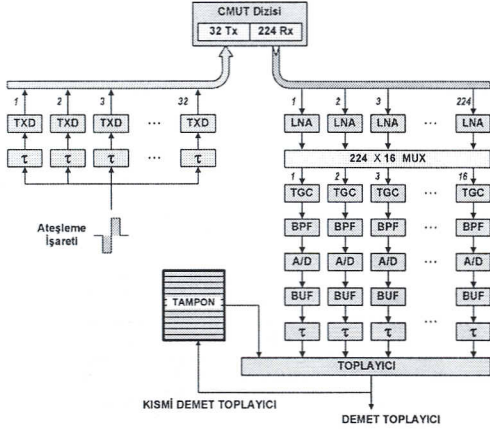 CMUT Dizisi
32 Tx 224 Rx
1 2 3 32
TXD TXD TXD ... TXD
τ τ τ ... τ
Ateşleme
İşareti
1 2 3 224
LNA LNA LNA ... LNA
224 X 16 MUX
1 2 3 16
TGC TGC TGC ... TGC
BPF BPF BPF ... BPF
A/D A/D A/D ... A/D
BUF BUF BUF ... BUF
τ τ τ ... τ
TAMPON
TOPLAYICI
KISMİ DEMET TOPLAYICI
DEMET TOPLAYICI